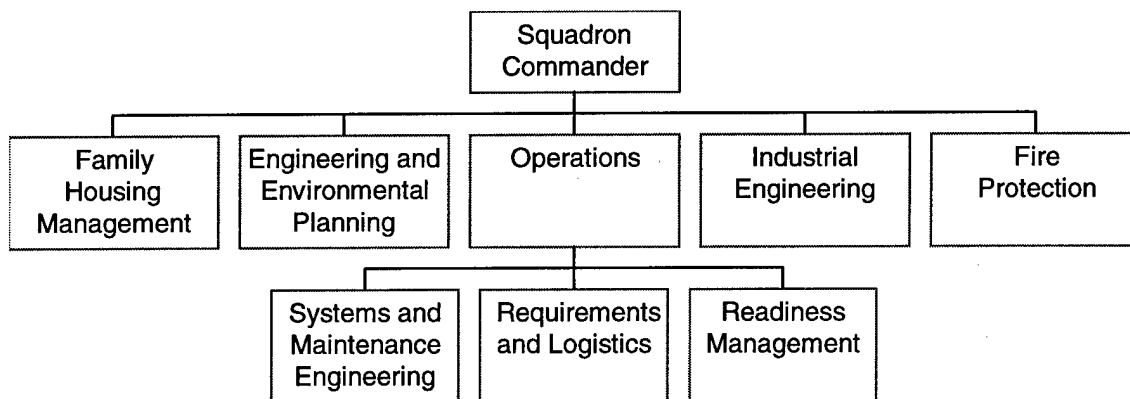 Squadron
Commander
Family
Housing
Management
Engineering and
Environmental
Planning
Operations
Industrial
Engineering
Fire
Protection
Systems and
Maintenance
Engineering
Requirements
and Logistics
Readiness
Management